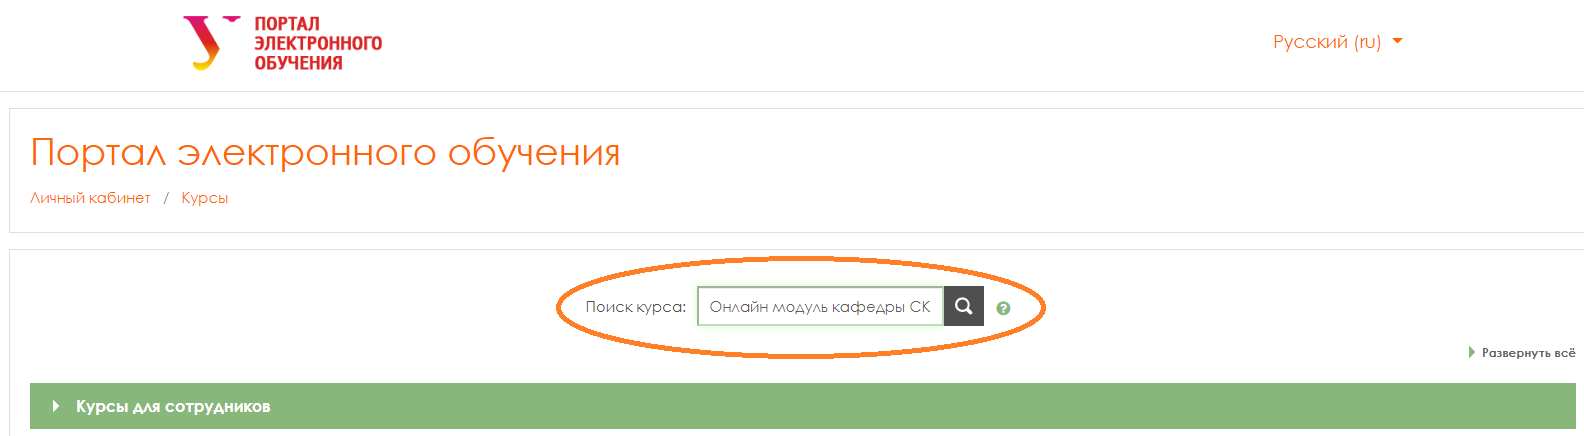 ПОРТАЛ
ЭЛЕКТРОННОГО
ОБУЧЕНИЯ
Русский (ru)
Портал электронного обучения
Личный кабинет / Курсы
Поиск курса: Онлайн модуль кафедры СК
Развернуть всё
Курсы для сотрудников